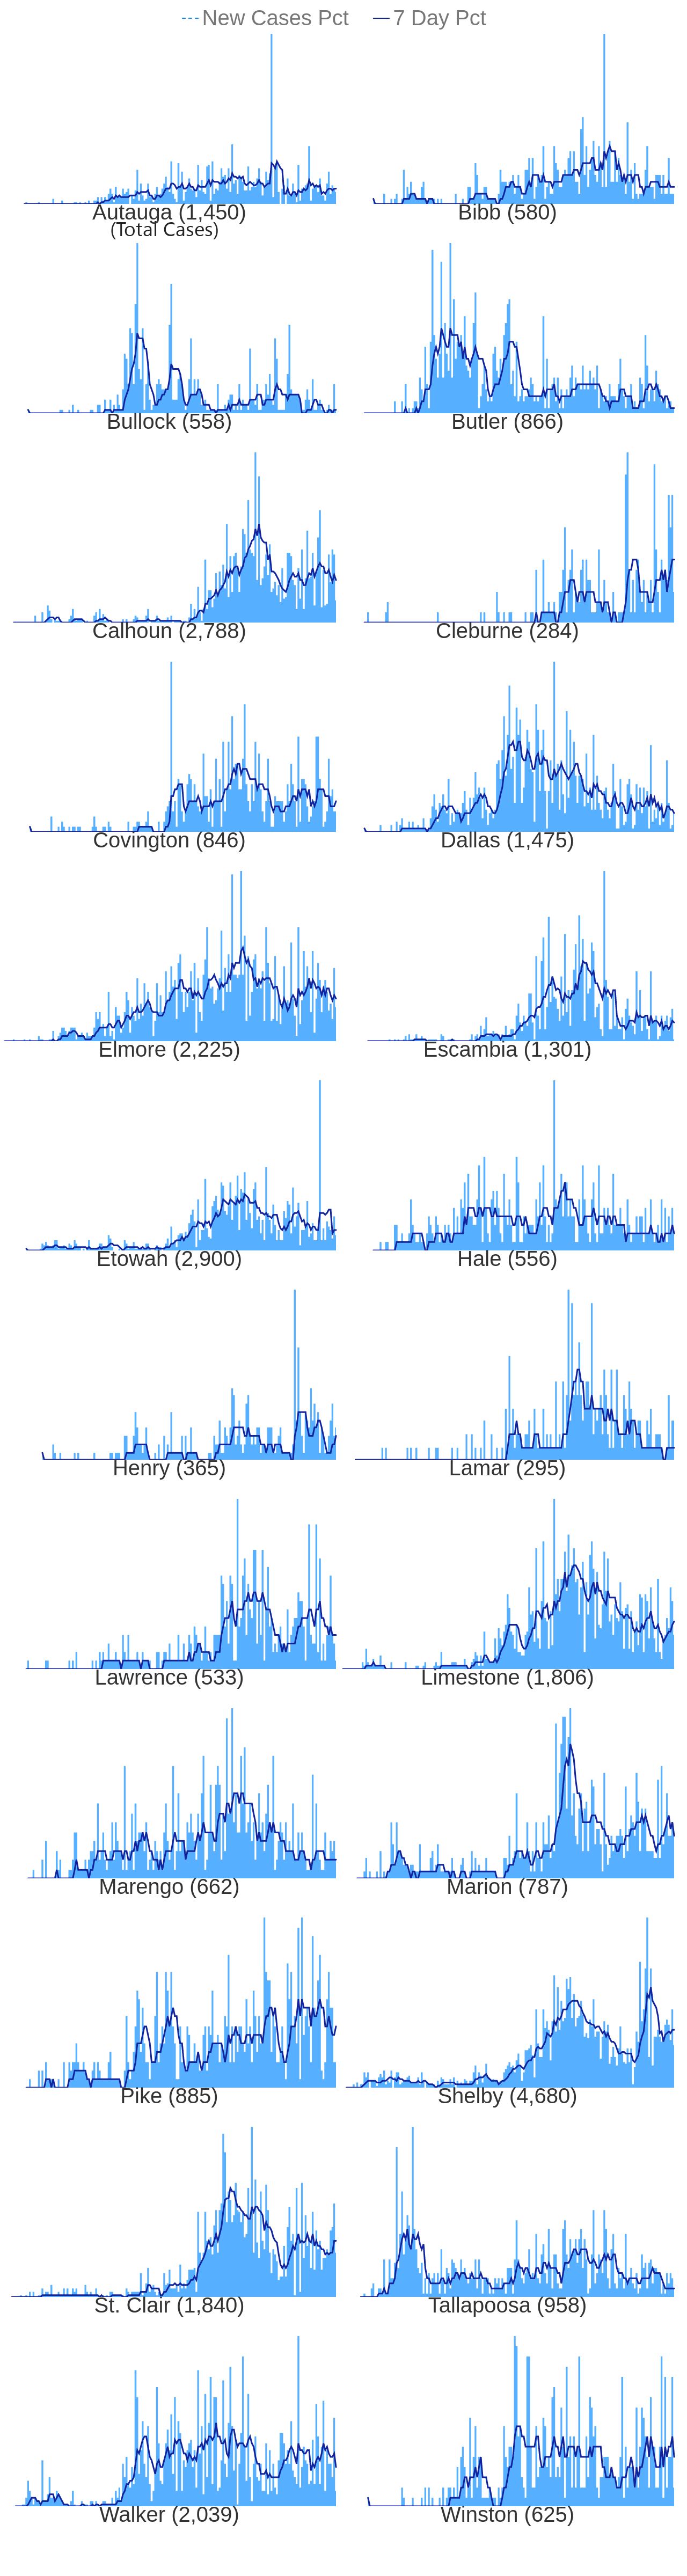 New Cases Pct 7 Day Pct
Autauga (1,450) Bibb (580)
(Total Cases)
Bullock (558) Butler (866)
Calhoun (2,788) Cleburne (284)
Covington (846) Dallas (1,475)
Elmore (2,225) Escambia (1,301)
Etowah (2,900) Hale (556)
Henry (365) Lamar (295)
Lawrence (533) Limestone (1,806)
Marengo (662) Marion (787)
Pike (885) Shelby (4,680)
St. Clair (1,840) Tallapoosa (958)
Walker (2,039) Winston (625)